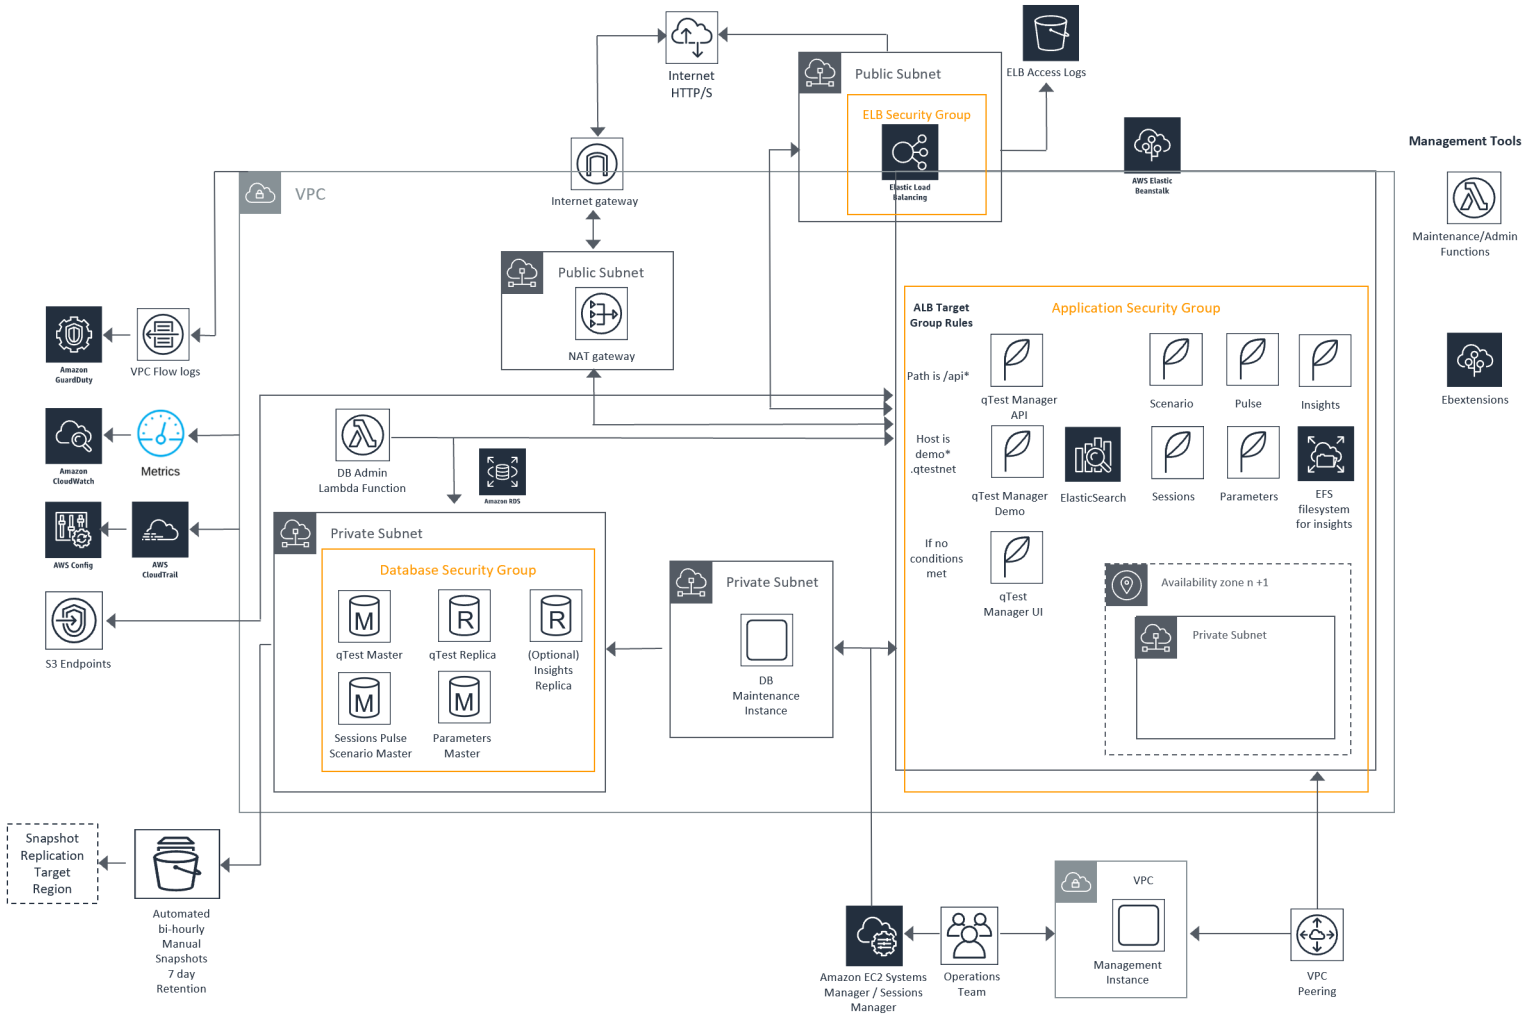 Internet
HTTP/S
Public Subnet
ELB Security Group
Elastic Load
Balancing
ELB Access Logs
AWS Elastic
Beanstalk
Management Tools
Maintenance/Admin
Functions
Ebextensions
VPC
Internet gateway
Public Subnet
NAT gateway
Amazon
GuardDuty
VPC Flow logs
Amazon
CloudWatch
Metrics
AWS Config
AWS
CloudTrail
S3 Endpoints
DB Admin
Lambda Function
Amazon RDS
Private Subnet
Database Security Group
M
qTest Master
R
qTest Replica
R
(Optional)
Insights
Replica
M
Sessions Pulse
Scenario Master
M
Parameters
Master
Private Subnet
DB
Maintenance
Instance
ALB Target
Group Rules
Application Security Group
Path is /api*
qTest Manager
API
Scenario
Pulse
Insights
Host is
demo*
.qtestnet
qTest Manager
Demo
ElasticSearch
Sessions
Parameters
EFS
filesystem
for insights
If no
conditions
met
qTest
Manager UI
Availability zone n +1
Private Subnet
Snapshot
Replication
Target
Region
Automated
bi-hourly
Manual
Snapshots
7 day
Retention
Amazon EC2 Systems
Manager / Sessions
Manager
Operations
Team
VPC
Management
Instance
VPC
Peering